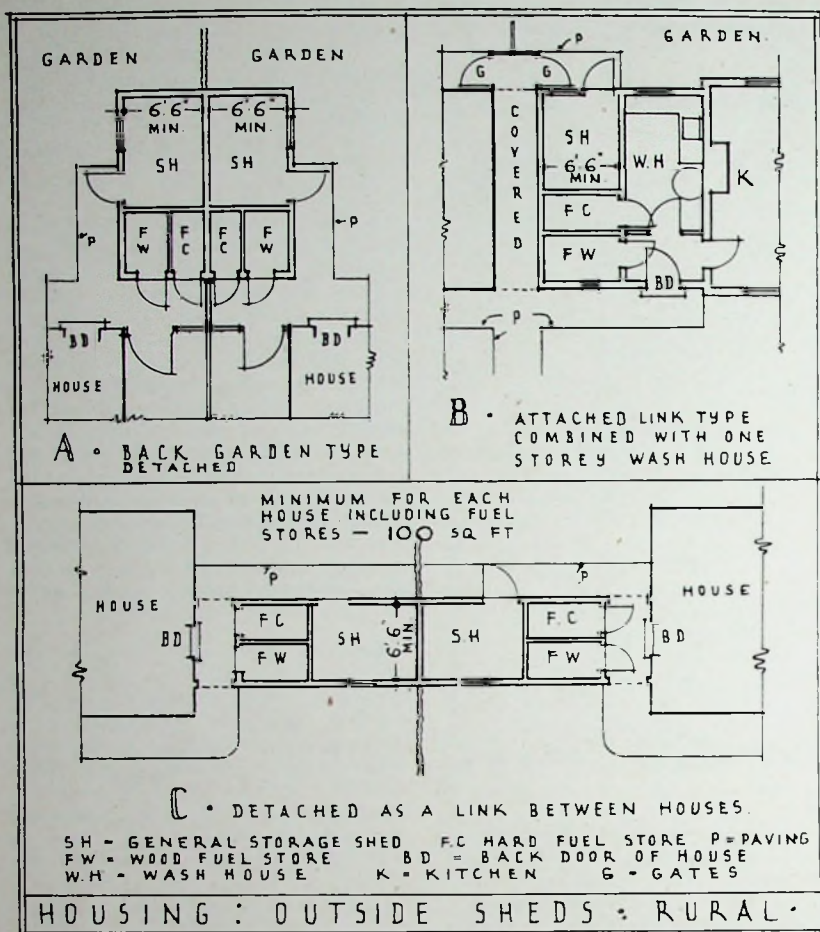 GARDEN GARDEN
6'.6" 6'.6"
MIN. MIN.
SH SH
P P
FW FC FC FW
BD BD
HOUSE HOUSE
A • BACK GARDEN TYPE
DETACHED
P
GARDEN.
G G
COVERED
SH
6'.6"
MIN
W.H
K
FC
FW
BD
P
B • ATTACHED LINK TYPE
COMBINED WITH ONE
STOREY WASH HOUSE
MINIMUM FOR EACH
HOUSE INCLUDING FUEL
STORES – 100 SQ FT
P P
HOUSE HOUSE
FC SH 6'.6" MIN S.H F.C
BD BD
FW FW
C • DETACHED AS A LINK BETWEEN HOUSES.
SH = GENERAL STORAGE SHED F.C HARD FUEL STORE P = PAVING
FW = WOOD FUEL STORE BD = BACK DOOR OF HOUSE
W.H – WASH HOUSE K = KITCHEN G – GATES
HOUSING : OUTSIDE SHEDS • RURAL •